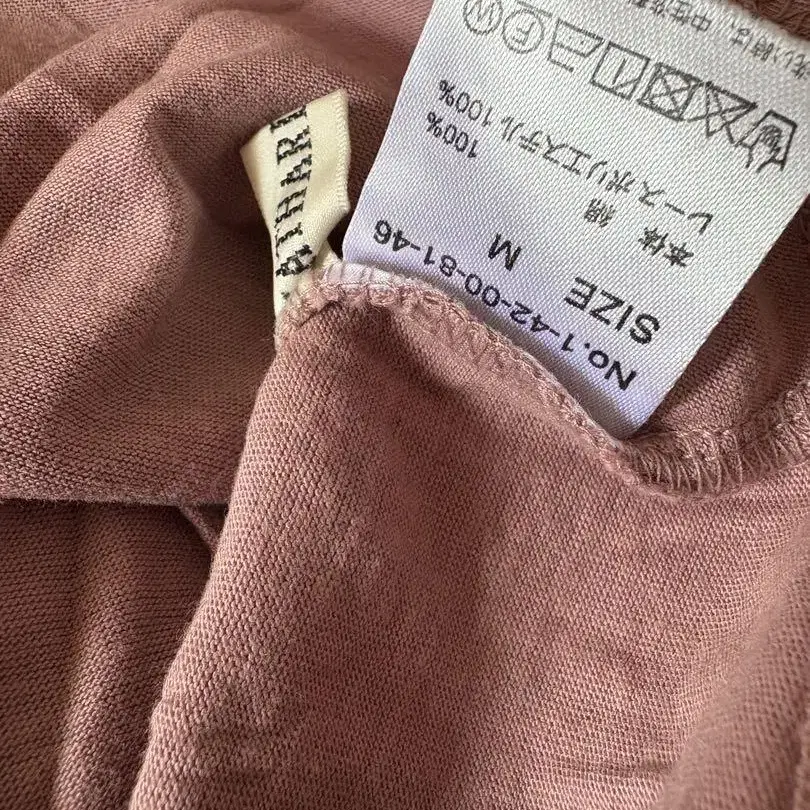 No.1-42-00-81-46
SIZE M
本体 綿 100%
レース ポリエステル 100%
F W
ATHAR